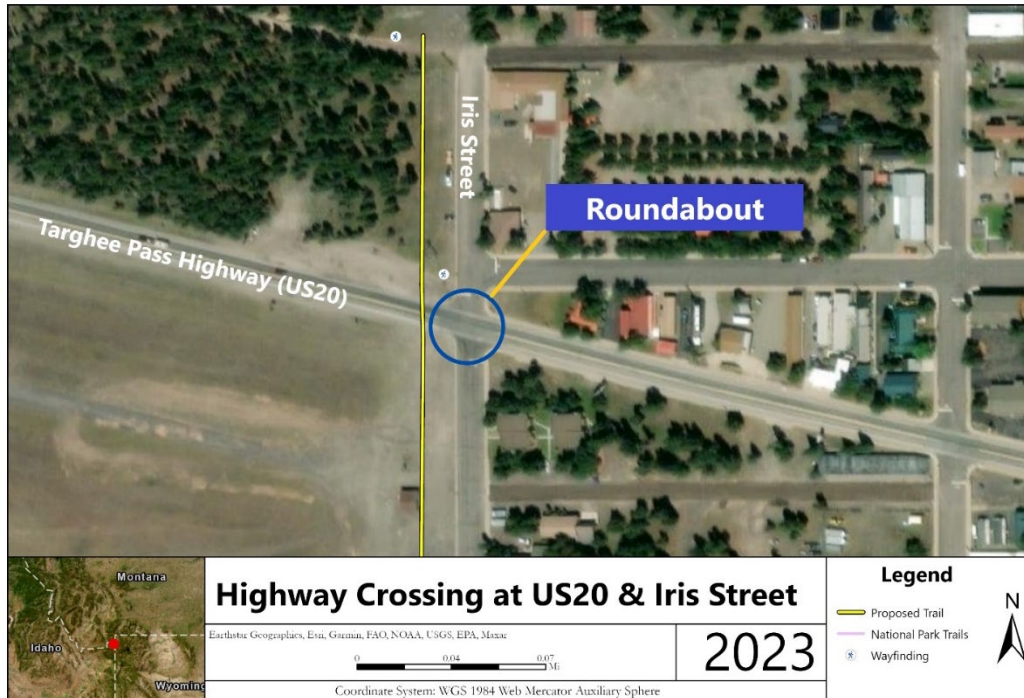 Iris Street
Roundabout
Targhee Pass Highway (US20)
Montana
Idaho
Wyoming
Highway Crossing at US20 & Iris Street
Earthstar Geographics, Esri, Garmin, FAO, NOAA, USGS, EPA, Maxar
0 0.04 0.07
Mi
2023
Coordinate System: WGS 1984 Web Mercator Auxiliary Sphere
Legend
Proposed Trail
National Park Trails
Wayfinding
N